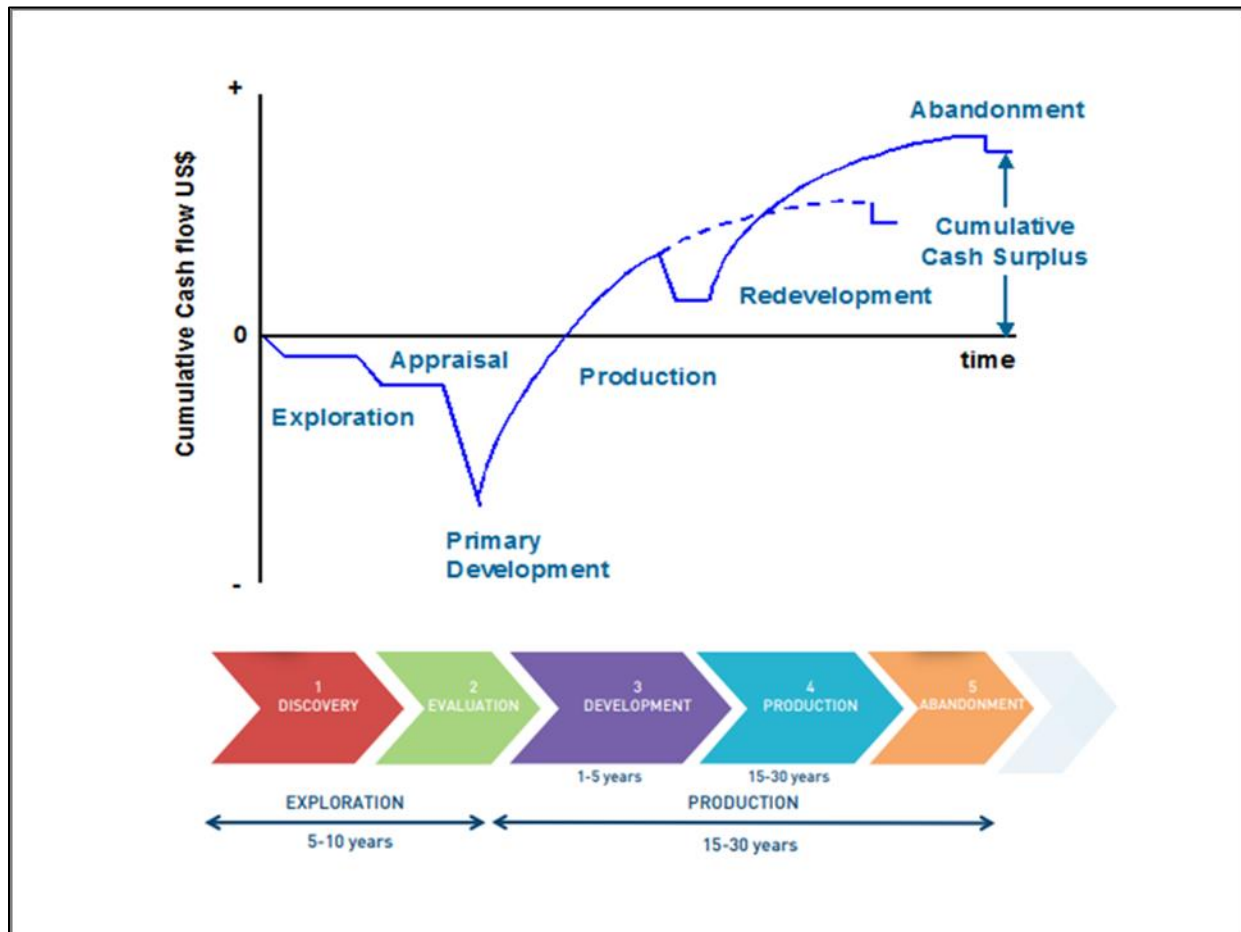 +
Abandonment
Cumulative Cash flow US$
Cumulative
Cash Surplus
Redevelopment
0
Appraisal
time
Production
Exploration
Primary
Development
-
1
DISCOVERY
2
EVALUATION
3
DEVELOPMENT
4
PRODUCTION
5
ABANDONMENT
1-5 years
15-30 years
EXPLORATION
PRODUCTION
5-10 years
15-30 years